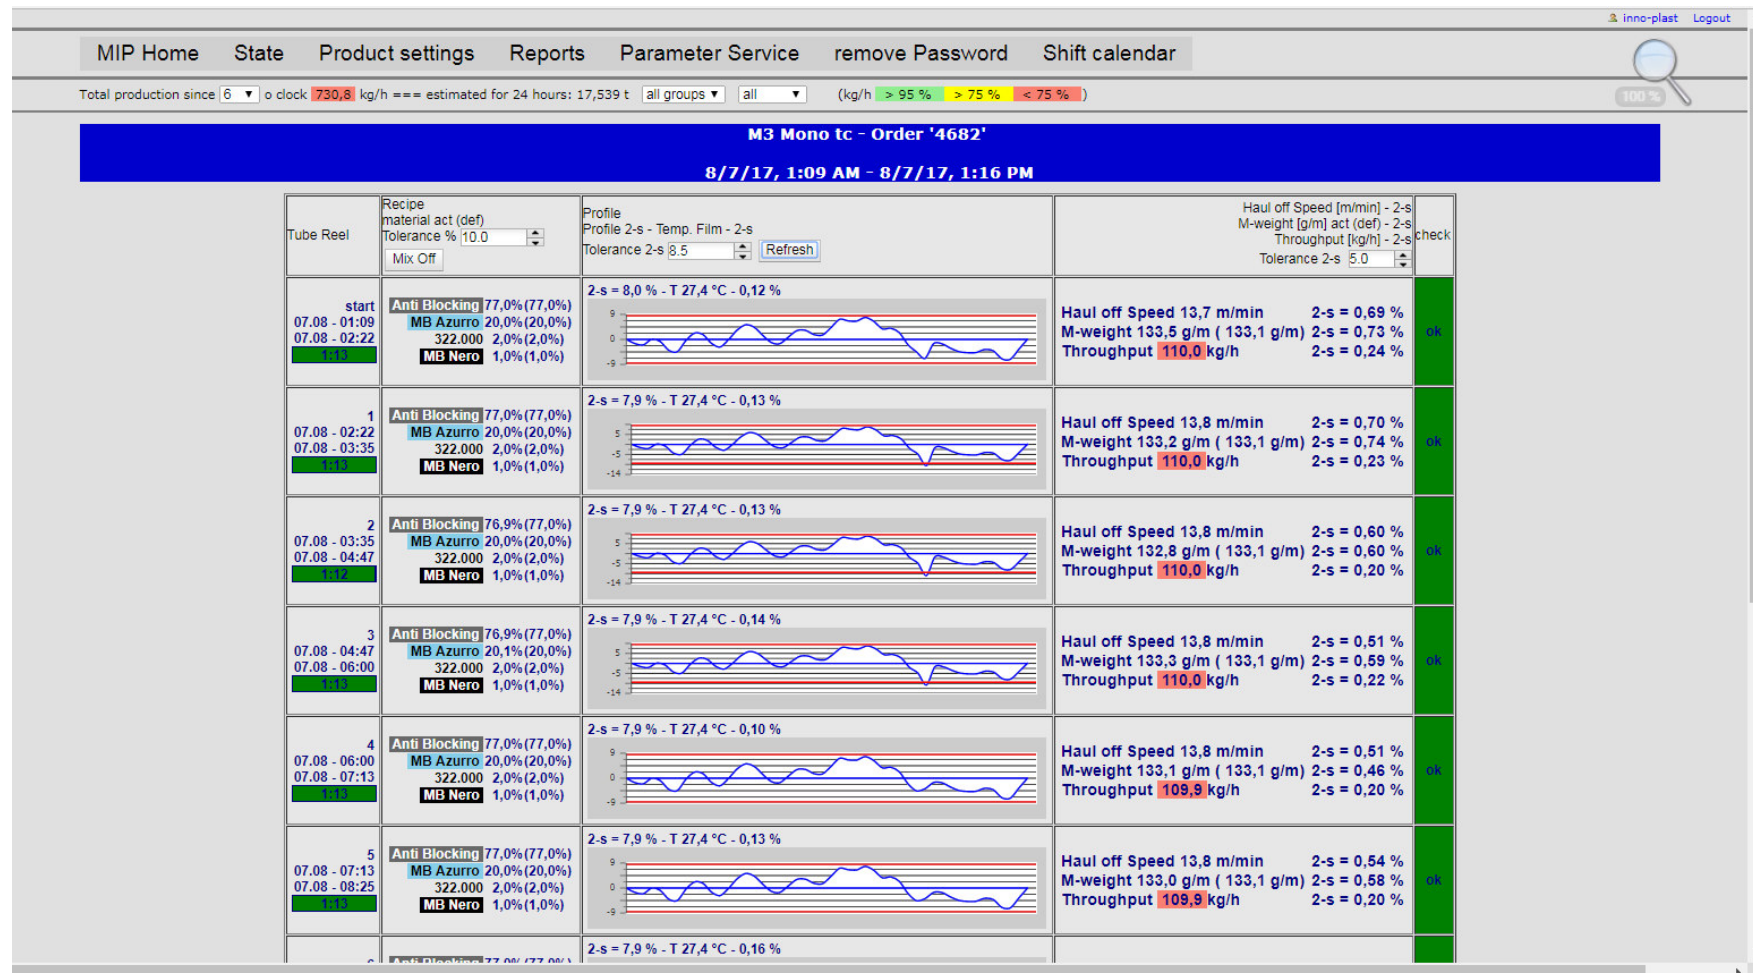 inno-plast Logout
MIP Home State Product settings Reports Parameter Service remove Password Shift calendar
Total production since 6 o clock 730,8 kg/h === estimated for 24 hours: 17,539 t all groups all (kg/h > 95 % > 75 % < 75 % )
100 %
M3 Mono tc - Order '4682'
8/7/17, 1:09 AM - 8/7/17, 1:16 PM
Tube Reel
Recipe
material act (def)
Tolerance % 10.0
Mix Off
Profile
Profile 2-s - Temp. Film - 2-s
Tolerance 2-s 8.5 Refresh
Haul off Speed [m/min] - 2-s
M-weight [g/m] act (def) - 2-s
Throughput [kg/h] - 2-s
Tolerance 2-s 5.0
check
start
07.08 - 01:09
07.08 - 02:22
1:13
Anti Blocking 77,0%(77,0%)
MB Azurro 20,0%(20,0%)
322.000 2,0%(2,0%)
MB Nero 1,0%(1,0%)
2-s = 8,0 % - T 27,4 °C - 0,12 %
9
0
-9
Haul off Speed 13,7 m/min 2-s = 0,69 %
M-weight 133,5 g/m ( 133,1 g/m) 2-s = 0,73 %
Throughput 110,0 kg/h 2-s = 0,24 %
ok
1
07.08 - 02:22
07.08 - 03:35
1:13
Anti Blocking 77,0%(77,0%)
MB Azurro 20,0%(20,0%)
322.000 2,0%(2,0%)
MB Nero 1,0%(1,0%)
2-s = 7,9 % - T 27,4 °C - 0,13 %
5
-5
-14
Haul off Speed 13,8 m/min 2-s = 0,70 %
M-weight 133,2 g/m ( 133,1 g/m) 2-s = 0,74 %
Throughput 110,0 kg/h 2-s = 0,23 %
ok
2
07.08 - 03:35
07.08 - 04:47
1:12
Anti Blocking 76,9%(77,0%)
MB Azurro 20,0%(20,0%)
322.000 2,0%(2,0%)
MB Nero 1,0%(1,0%)
2-s = 7,9 % - T 27,4 °C - 0,13 %
5
-5
-14
Haul off Speed 13,8 m/min 2-s = 0,60 %
M-weight 132,8 g/m ( 133,1 g/m) 2-s = 0,60 %
Throughput 110,0 kg/h 2-s = 0,20 %
ok
3
07.08 - 04:47
07.08 - 06:00
1:13
Anti Blocking 76,9%(77,0%)
MB Azurro 20,1%(20,0%)
322.000 2,0%(2,0%)
MB Nero 1,0%(1,0%)
2-s = 7,9 % - T 27,4 °C - 0,14 %
5
-5
-14
Haul off Speed 13,8 m/min 2-s = 0,51 %
M-weight 133,3 g/m ( 133,1 g/m) 2-s = 0,59 %
Throughput 110,0 kg/h 2-s = 0,22 %
ok
4
07.08 - 06:00
07.08 - 07:13
1:13
Anti Blocking 77,0%(77,0%)
MB Azurro 20,0%(20,0%)
322.000 2,0%(2,0%)
MB Nero 1,0%(1,0%)
2-s = 7,9 % - T 27,4 °C - 0,10 %
9
0
-9
Haul off Speed 13,8 m/min 2-s = 0,51 %
M-weight 133,1 g/m ( 133,1 g/m) 2-s = 0,46 %
Throughput 109,9 kg/h 2-s = 0,20 %
ok
5
07.08 - 07:13
07.08 - 08:25
1:13
Anti Blocking 77,0%(77,0%)
MB Azurro 20,0%(20,0%)
322.000 2,0%(2,0%)
MB Nero 1,0%(1,0%)
2-s = 7,9 % - T 27,4 °C - 0,13 %
9
0
-9
Haul off Speed 13,8 m/min 2-s = 0,54 %
M-weight 133,0 g/m ( 133,1 g/m) 2-s = 0,58 %
Throughput 109,9 kg/h 2-s = 0,20 %
ok
2-s = 7,9 % - T 27,4 °C - 0,16 %